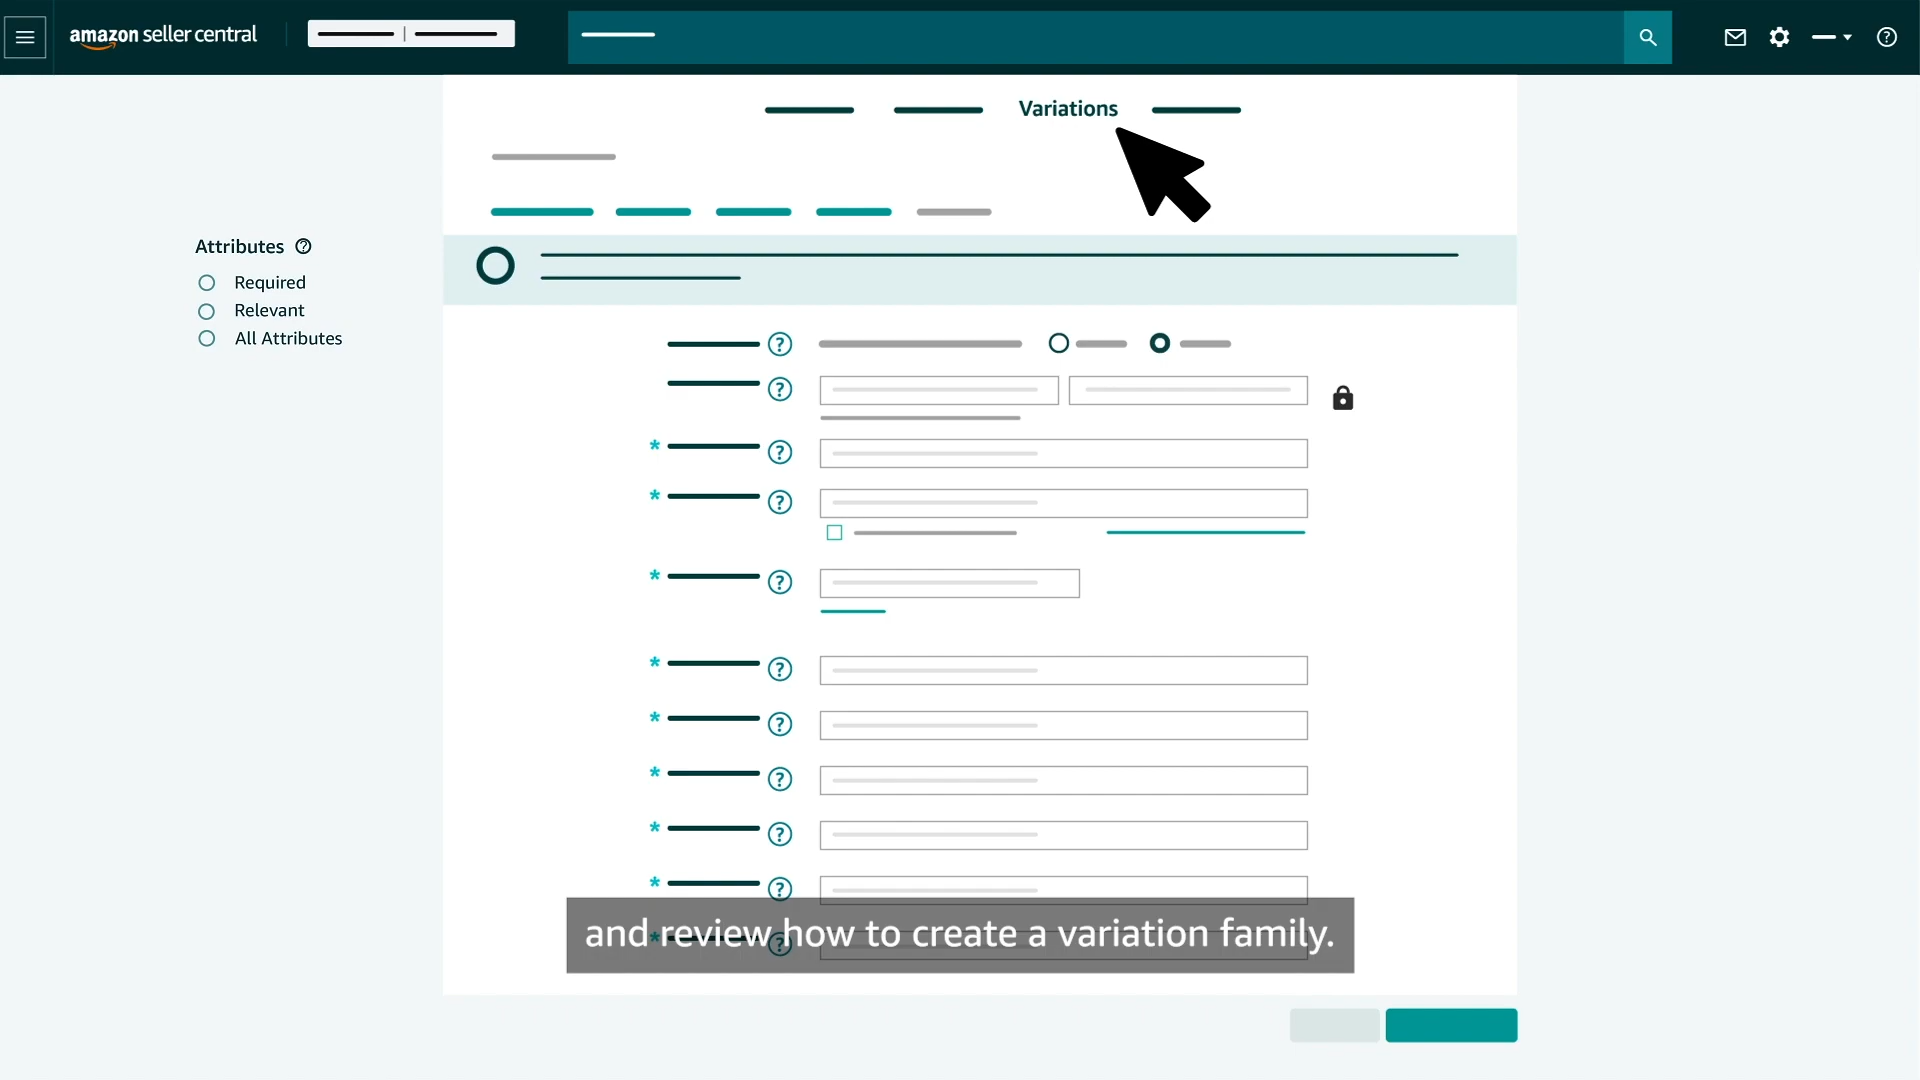 amazon seller central
Variations
Attributes
Required
Relevant
All Attributes
and review how to create a variation family.